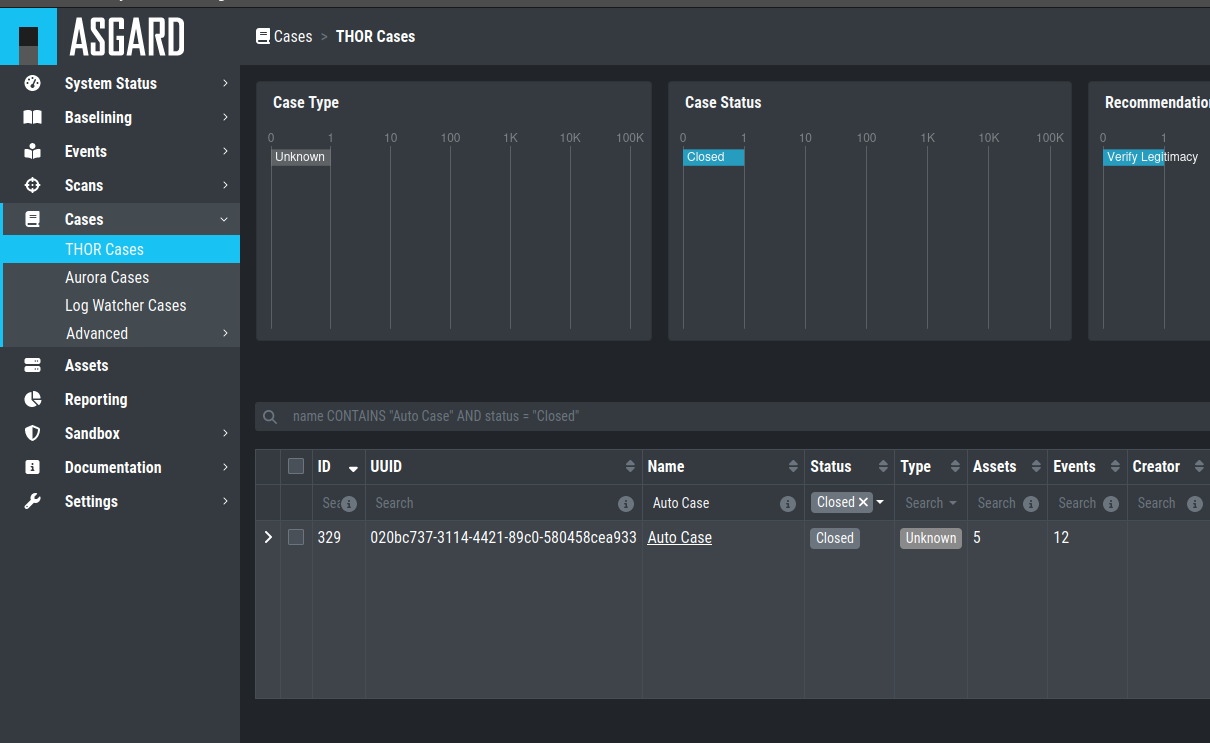 ASGARD
Cases > THOR Cases
System Status
Baselining
Events
Scans
Cases
THOR Cases
Aurora Cases
Log Watcher Cases
Advanced
Assets
Reporting
Sandbox
Documentation
Settings
Case Type
0 1 10 100 1K 10K 100K
Unknown
Case Status
0 1 10 100 1K 10K 100K
Closed
Recommendatio
0 1
Verify Legitimacy
name CONTAINS "Auto Case" AND status = "Closed"
ID UUID Name Status Type Assets Events Creator
Sea Search Auto Case Closed × Search Search Search Search
329 020bc737-3114-4421-89c0-580458cea933 Auto Case Closed Unknown 5 12